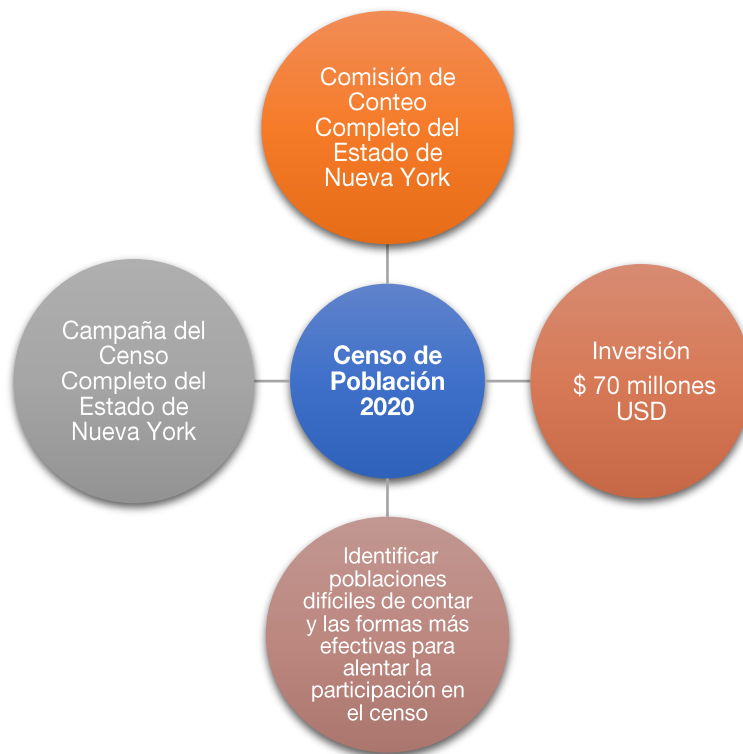 Comisión de
Conteo
Completo del
Estado de
Nueva York
Campaña del
Censo
Completo del
Estado de
Nueva York
Censo de
Población
2020
Inversión
$ 70 millones
USD
Identificar
poblaciones
difíciles de contar
y las formas más
efectivas para
alentar la
participación en
el censo